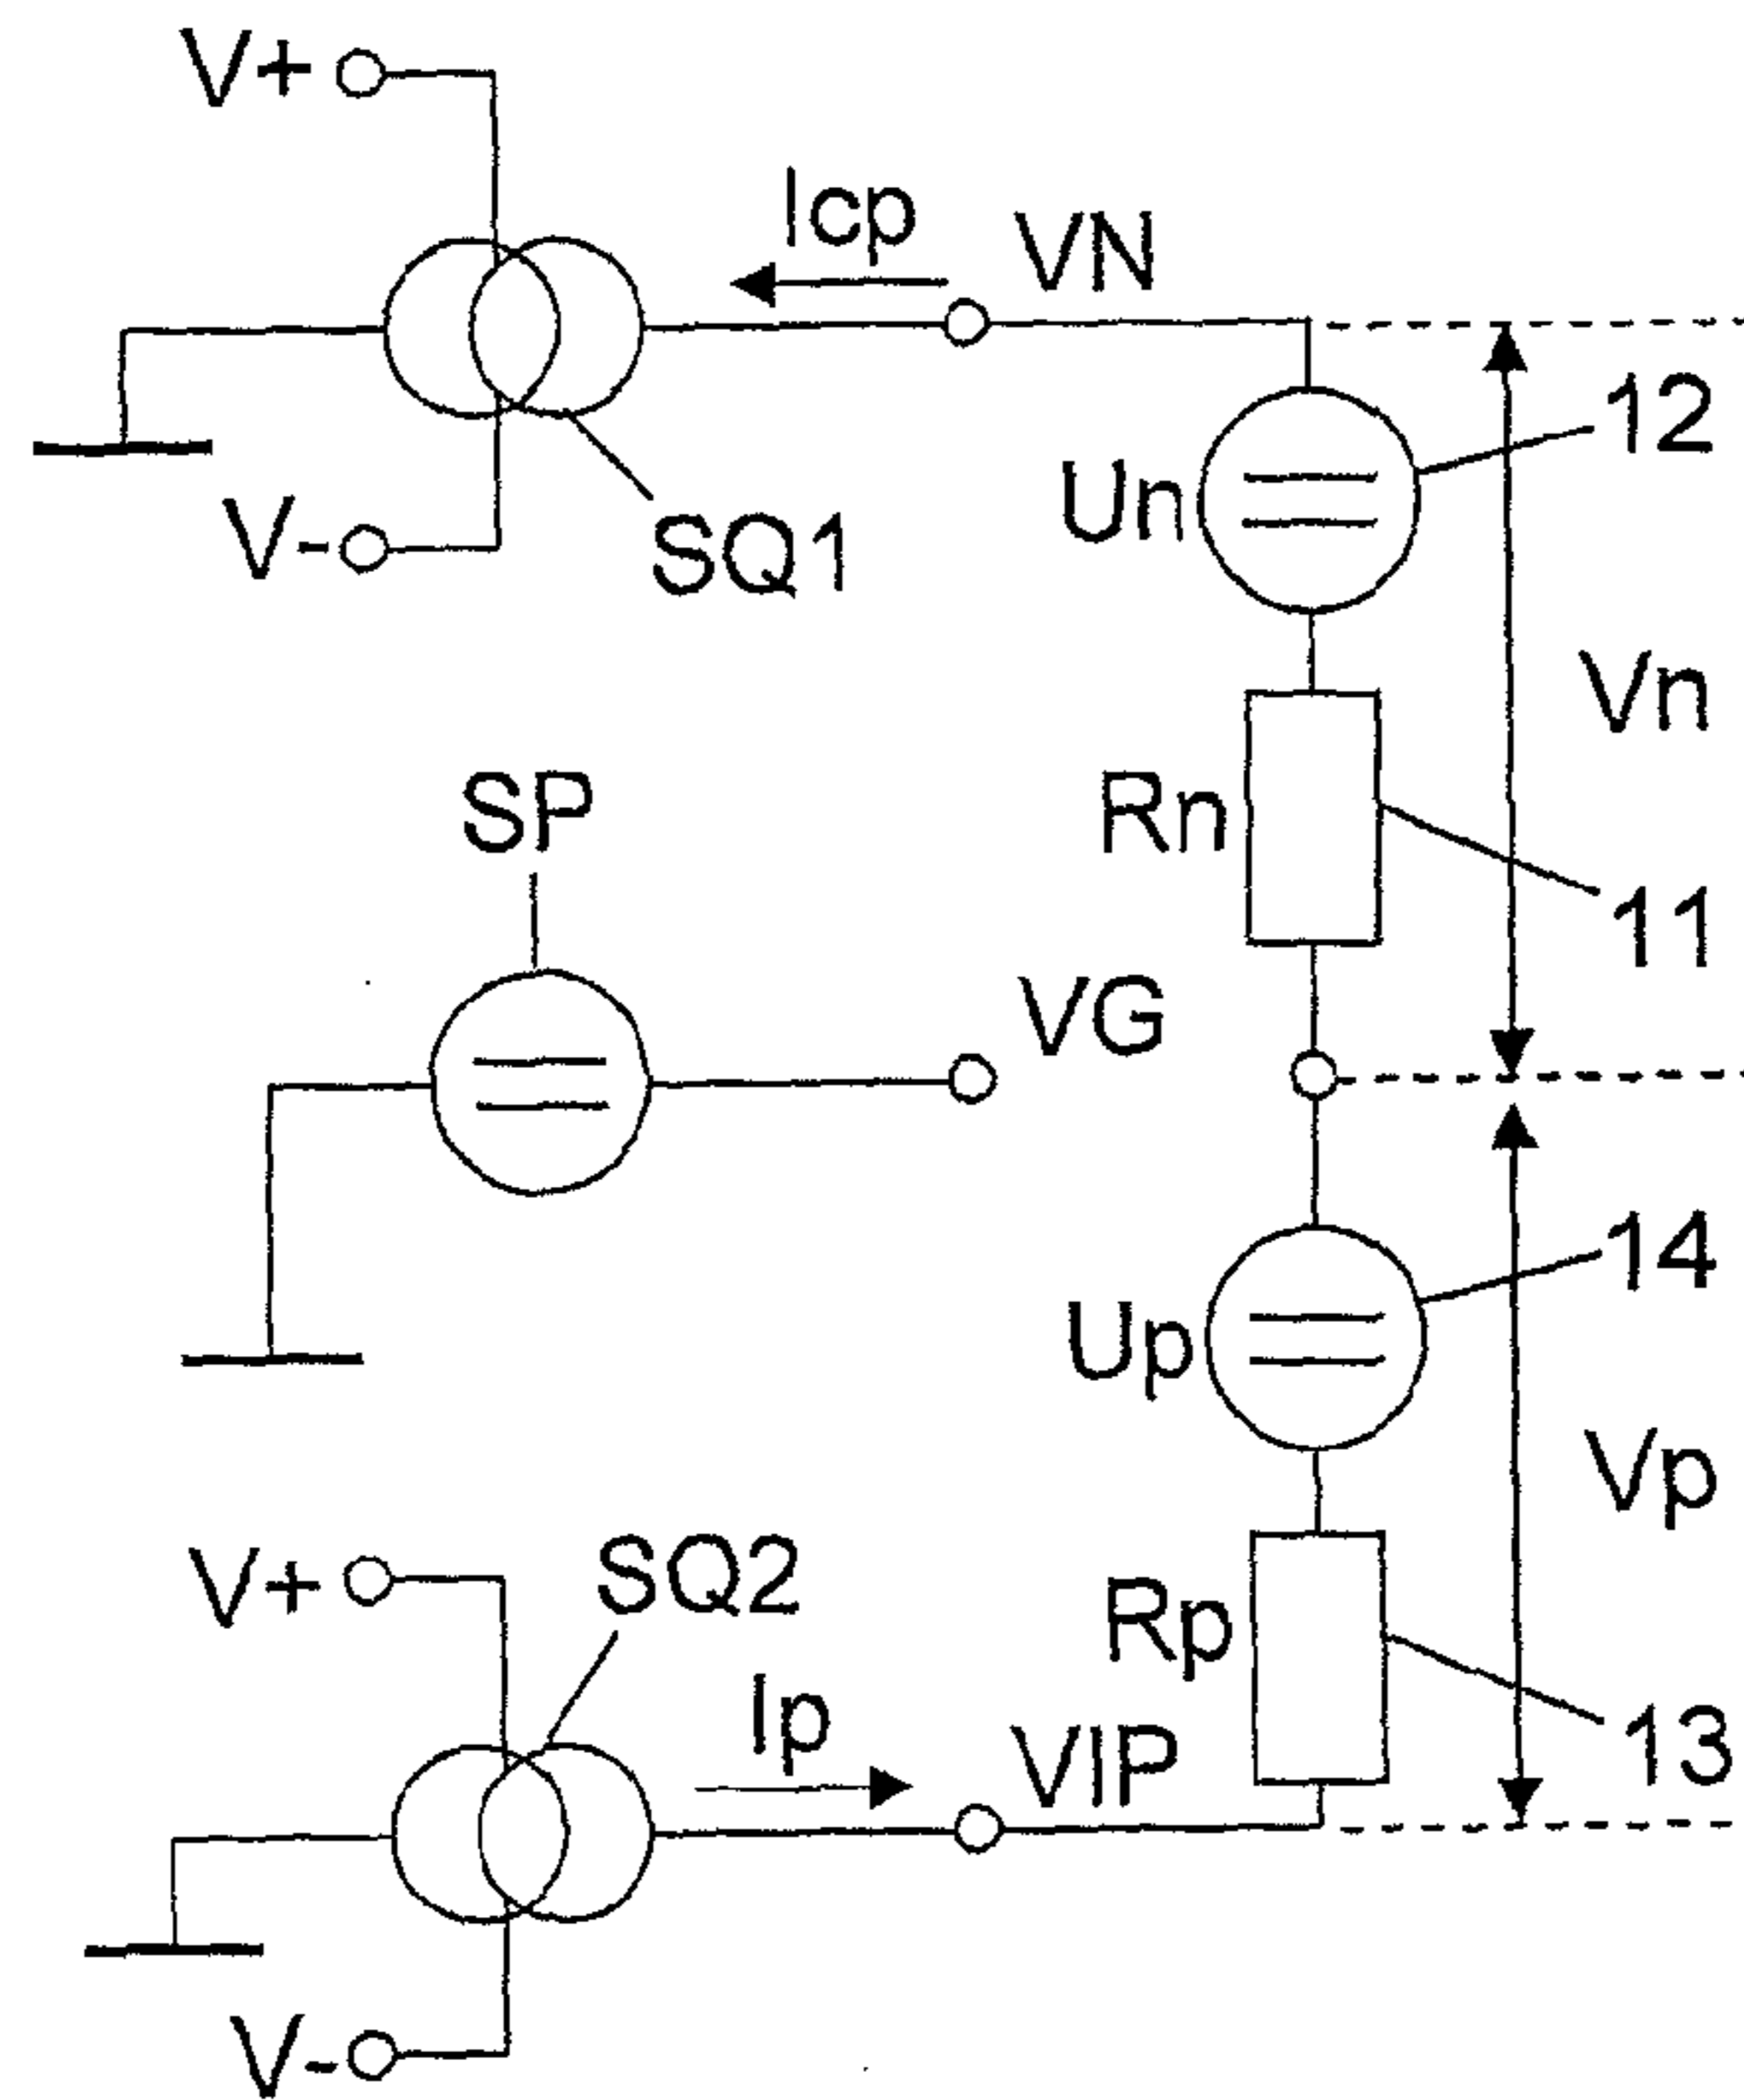 V+
Icp
VN
12
Un
V-
SQ1
Vn
SP
Rn
11
VG
14
Up
Vp
V+
SQ2
Rp
Ip
VIP
13
V-